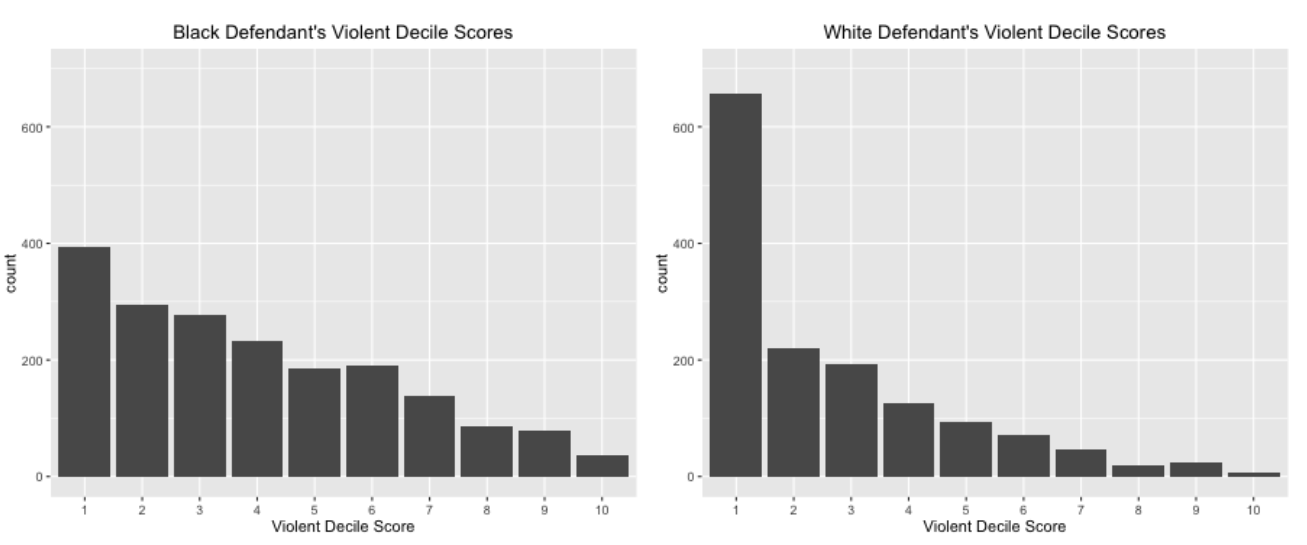 Black Defendant's Violent Decile Scores
600
400
200
0
count
1 2 3 4 5 6 7 8 9 10
Violent Decile Score
White Defendant's Violent Decile Scores
600
400
200
0
count
1 2 3 4 5 6 7 8 9 10
Violent Decile Score